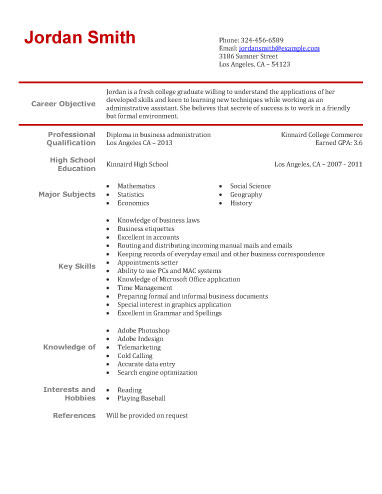 Jordan Smith
Phone: 324-456-6589
Email: jordansmith@example.com
3186 Sumner Street
Los Angeles, CA – 54123
Career Objective
Jordan is a fresh college graduate willing to understand the applications of her
developed skills and keen to learning new techniques while working as an
administrative assistant. She believes that secrete of success is to work in a friendly
but formal environment.
Professional Qualification
Diploma in business administration
Kinnaird College Commerce
Los Angeles CA – 2013
Earned GPA: 3.6
High School Education
Kinnaird High School
Los Angeles, CA – 2007 - 2011
Major Subjects
• Mathematics
• Statistics
• Economics
• Social Science
• Geography
• History
Key Skills
• Knowledge of business laws
• Business etiquettes
• Excellent in accounts
• Routing and distributing incoming manual mails and emails
• Keeping records of everyday email and other business correspondence
• Appointments setter
• Ability to use PCs and MAC systems
• Knowledge of Microsoft Office application
• Time Management
• Preparing formal and informal business documents
• Special interest in graphics application
• Excellent in Grammar and Spellings
Knowledge of
• Adobe Photoshop
• Adobe Indesign
• Telemarketing
• Cold Calling
• Accurate data entry
• Search engine optimization
Interests and Hobbies
• Reading
• Playing Baseball
References
Will be provided on request